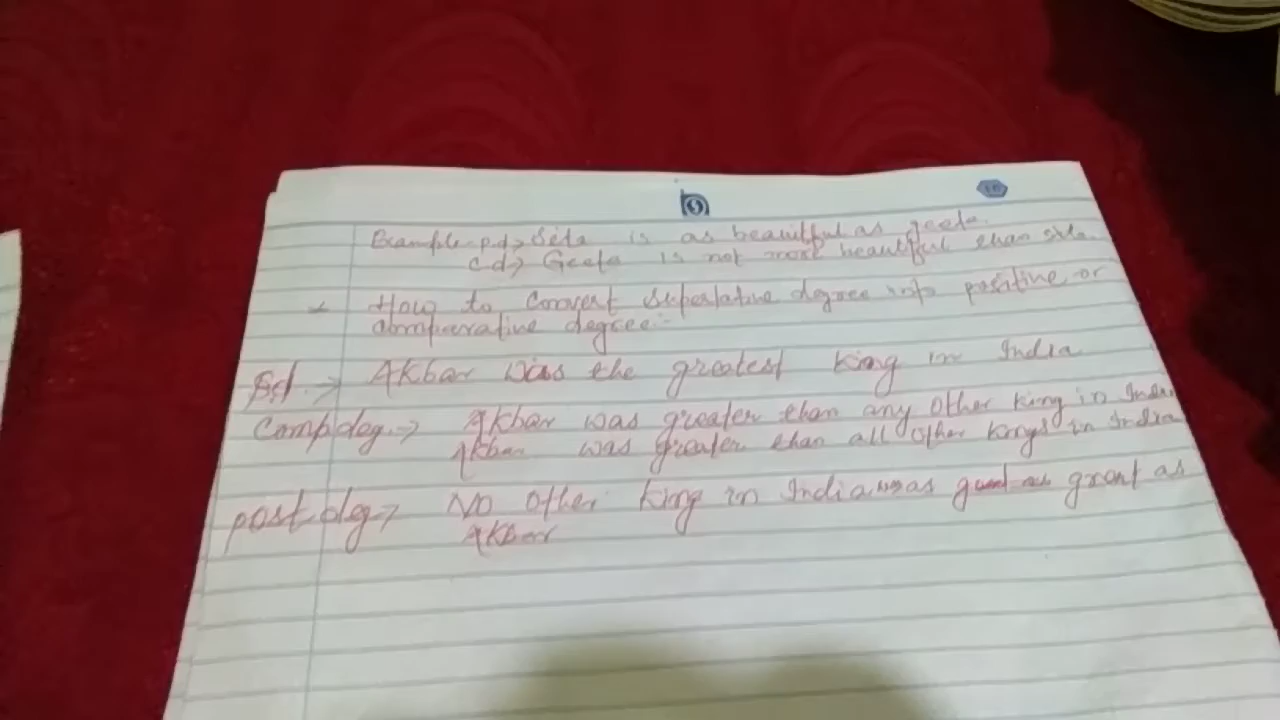 Example p.d → Sita is as beautiful as geeta.
c.d → Geeta is not more beautiful than sita.
How to convert superlative degree into positive or
comparative degree:-
S.d → Akbar was the greatest king in India
Comp deg → Akbar was greater than any other king in India
Akbar was greater than all other kings in India
post deg → No other king in India was as great as
Akbar